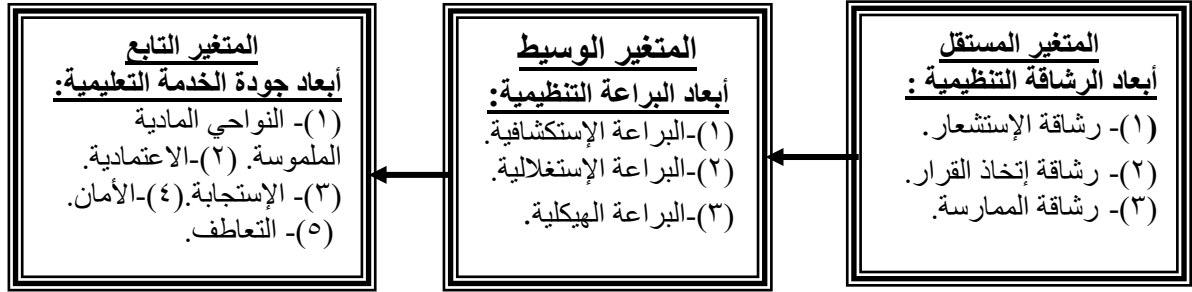 المتغير المستقل
أبعاد الرشاقة التنظيمية :
(١)- رشاقة الإستشعار.
(٢)- رشاقة إتخاذ القرار.
(٣)- رشاقة الممارسة.
المتغير الوسيط
أبعاد البراعة التنظيمية:
(١)-البراعة الإستكشافية.
(٢)-البراعة الإستغلالية.
(٣)-البراعة الهيكلية.
المتغير التابع
أبعاد جودة الخدمة التعليمية:
(١)- النواحي المادية
الملموسة. (٢)-الاعتمادية.
(٣)- الإستجابة.(٤)-الأمان.
(٥)- التعاطف.